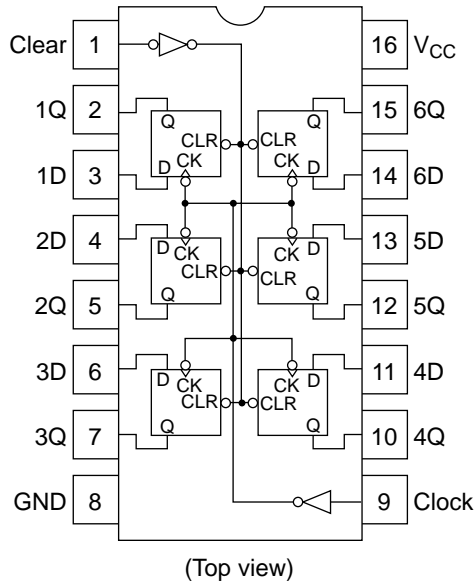 Clear 1 16 VCC
1Q 2 Q Q 15 6Q
CLR CLR
1D 3 D CK CK D 14 6D
2D 4 D CK CK D 13 5D
CLR CLR
2Q 5 Q Q 12 5Q
3D 6 D CK CK D 11 4D
CLR CLR
3Q 7 Q Q 10 4Q
GND 8 9 Clock
(Top view)